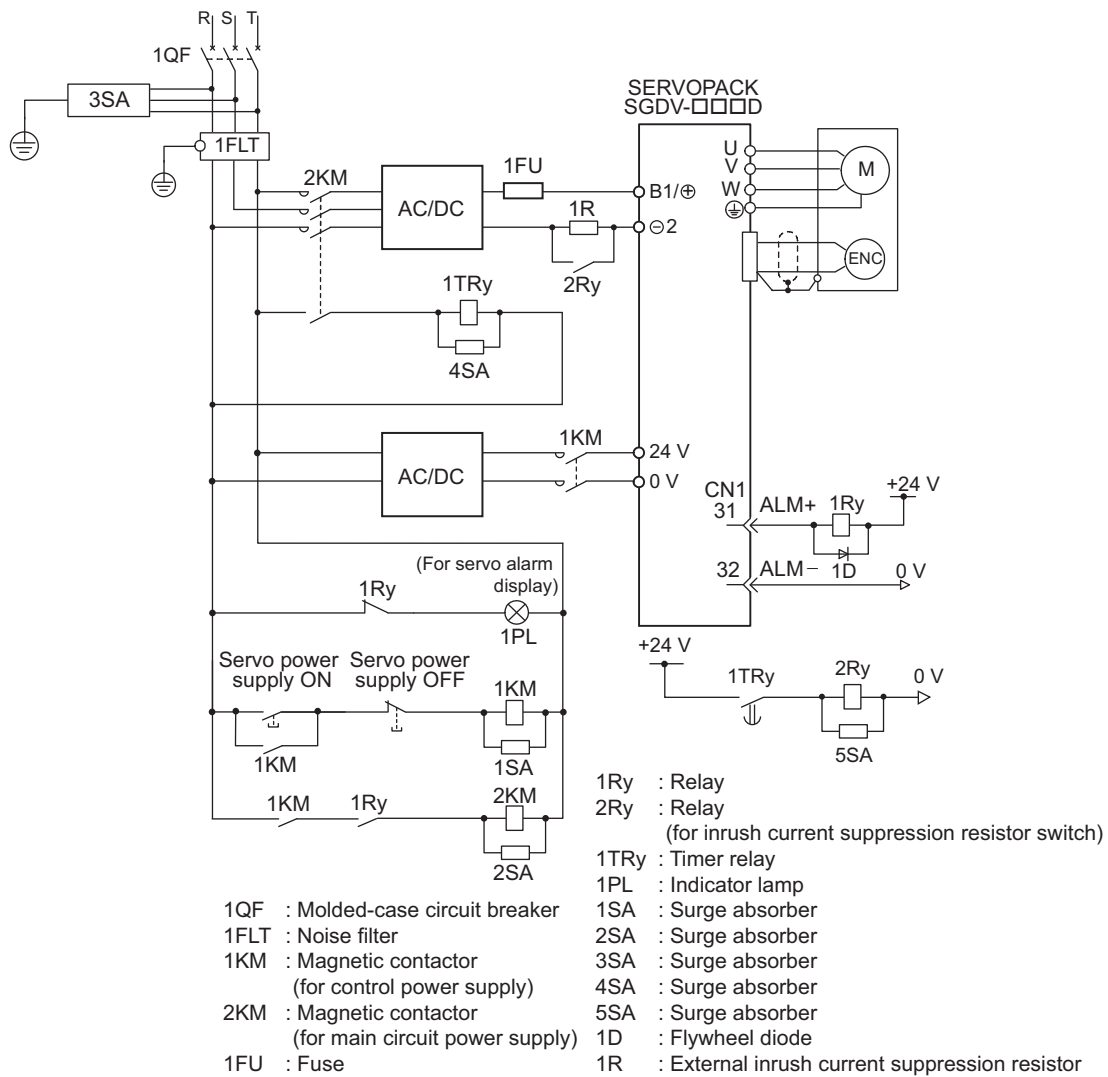 R S T
1QF
3SA
1FLT
SERVOPACK
SGDV-□□□D
2KM
AC/DC
1FU
B1/⊕
1R
⊖2
2Ry
U
V
W
M
ENC
1TRy
4SA
AC/DC
1KM
24 V
0 V
CN1
31
ALM+
1Ry
+24 V
1D
32
ALM−
0 V
(For servo alarm
display)
1Ry
1PL
Servo power
supply ON
Servo power
supply OFF
1KM
1KM
1SA
+24 V
1TRy
2Ry
0 V
5SA
1KM
1Ry
2KM
2SA
1QF : Molded-case circuit breaker
1FLT : Noise filter
1KM : Magnetic contactor
(for control power supply)
2KM : Magnetic contactor
(for main circuit power supply)
1FU : Fuse
1Ry : Relay
2Ry : Relay
(for inrush current suppression resistor switch)
1TRy : Timer relay
1PL : Indicator lamp
1SA : Surge absorber
2SA : Surge absorber
3SA : Surge absorber
4SA : Surge absorber
5SA : Surge absorber
1D : Flywheel diode
1R : External inrush current suppression resistor